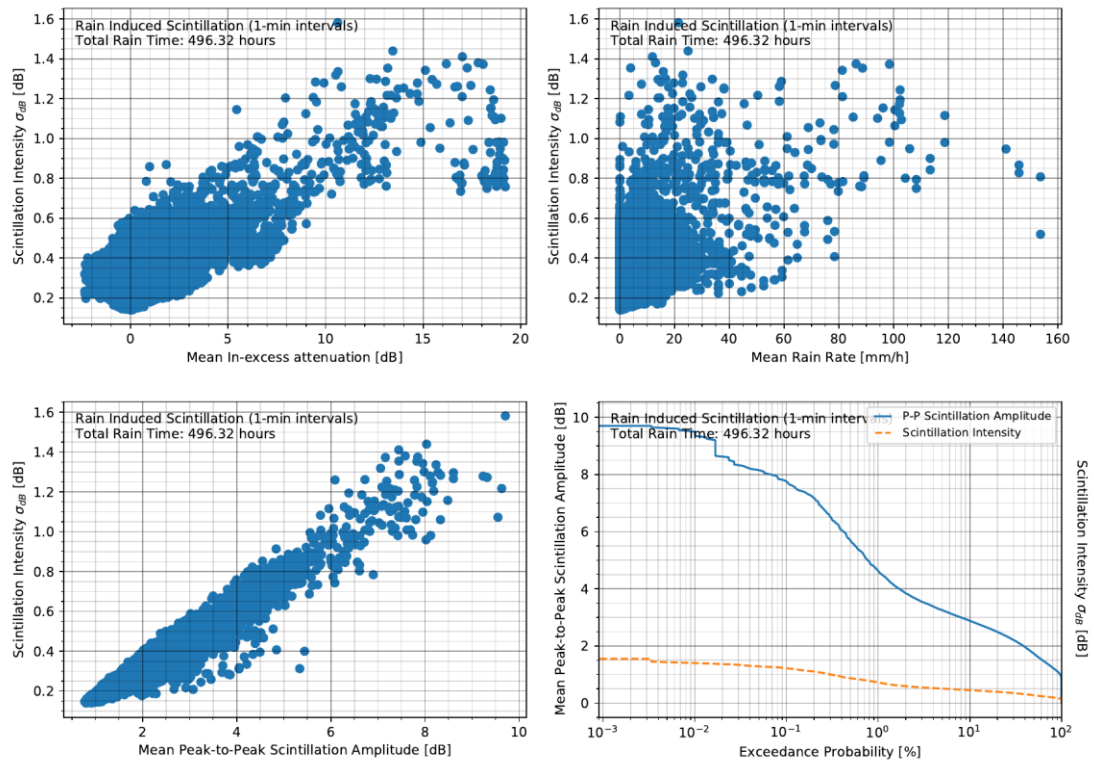 Rain Induced Scintillation (1-min intervals)
Total Rain Time: 496.32 hours
Scintillation Intensity σdB [dB]
1.6
1.4
1.2
1.0
0.8
0.6
0.4
0.2
0 5 10 15 20
Mean In-excess attenuation [dB]
Rain Induced Scintillation (1-min intervals)
Total Rain Time: 496.32 hours
Scintillation Intensity σdB [dB]
1.6
1.4
1.2
1.0
0.8
0.6
0.4
0.2
0 20 40 60 80 100 120 140 160
Mean Rain Rate [mm/h]
Rain Induced Scintillation (1-min intervals)
Total Rain Time: 496.32 hours
Scintillation Intensity σdB [dB]
1.6
1.4
1.2
1.0
0.8
0.6
0.4
0.2
2 4 6 8 10
Mean Peak-to-Peak Scintillation Amplitude [dB]
Rain Induced Scintillation (1-min intervals)
Total Rain Time: 496.32 hours
P-P Scintillation Amplitude
Scintillation Intensity
Mean Peak-to-Peak Scintillation Amplitude [dB]
10
8
6
4
2
0
10⁻³ 10⁻² 10⁻¹ 10⁰ 10¹ 10²
Exceedance Probability [%]
Scintillation Intensity σdB [dB]